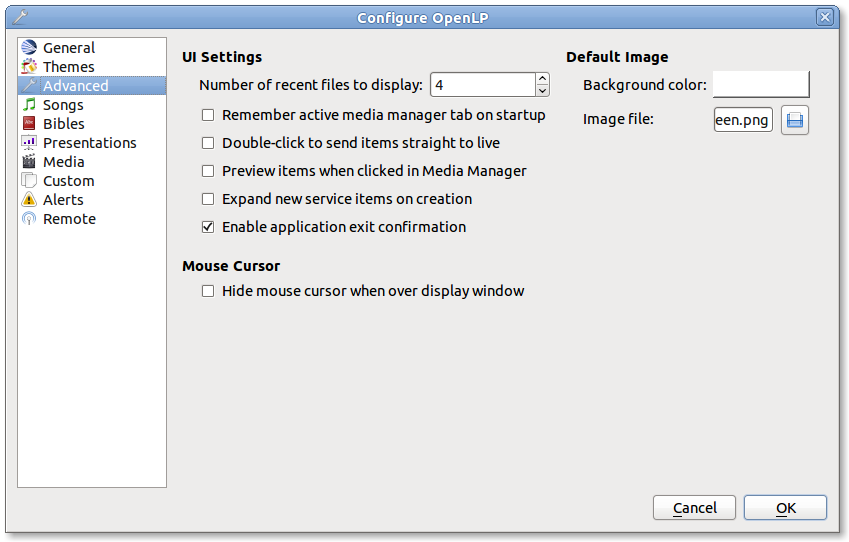 Configure OpenLP
General
Themes
Advanced
Songs
Bibles
Presentations
Media
Custom
Alerts
Remote
UI Settings
Number of recent files to display: 4
Remember active media manager tab on startup
Double-click to send items straight to live
Preview items when clicked in Media Manager
Expand new service items on creation
Enable application exit confirmation
Mouse Cursor
Hide mouse cursor when over display window
Default Image
Background color:
Image file: een.png
Cancel
OK